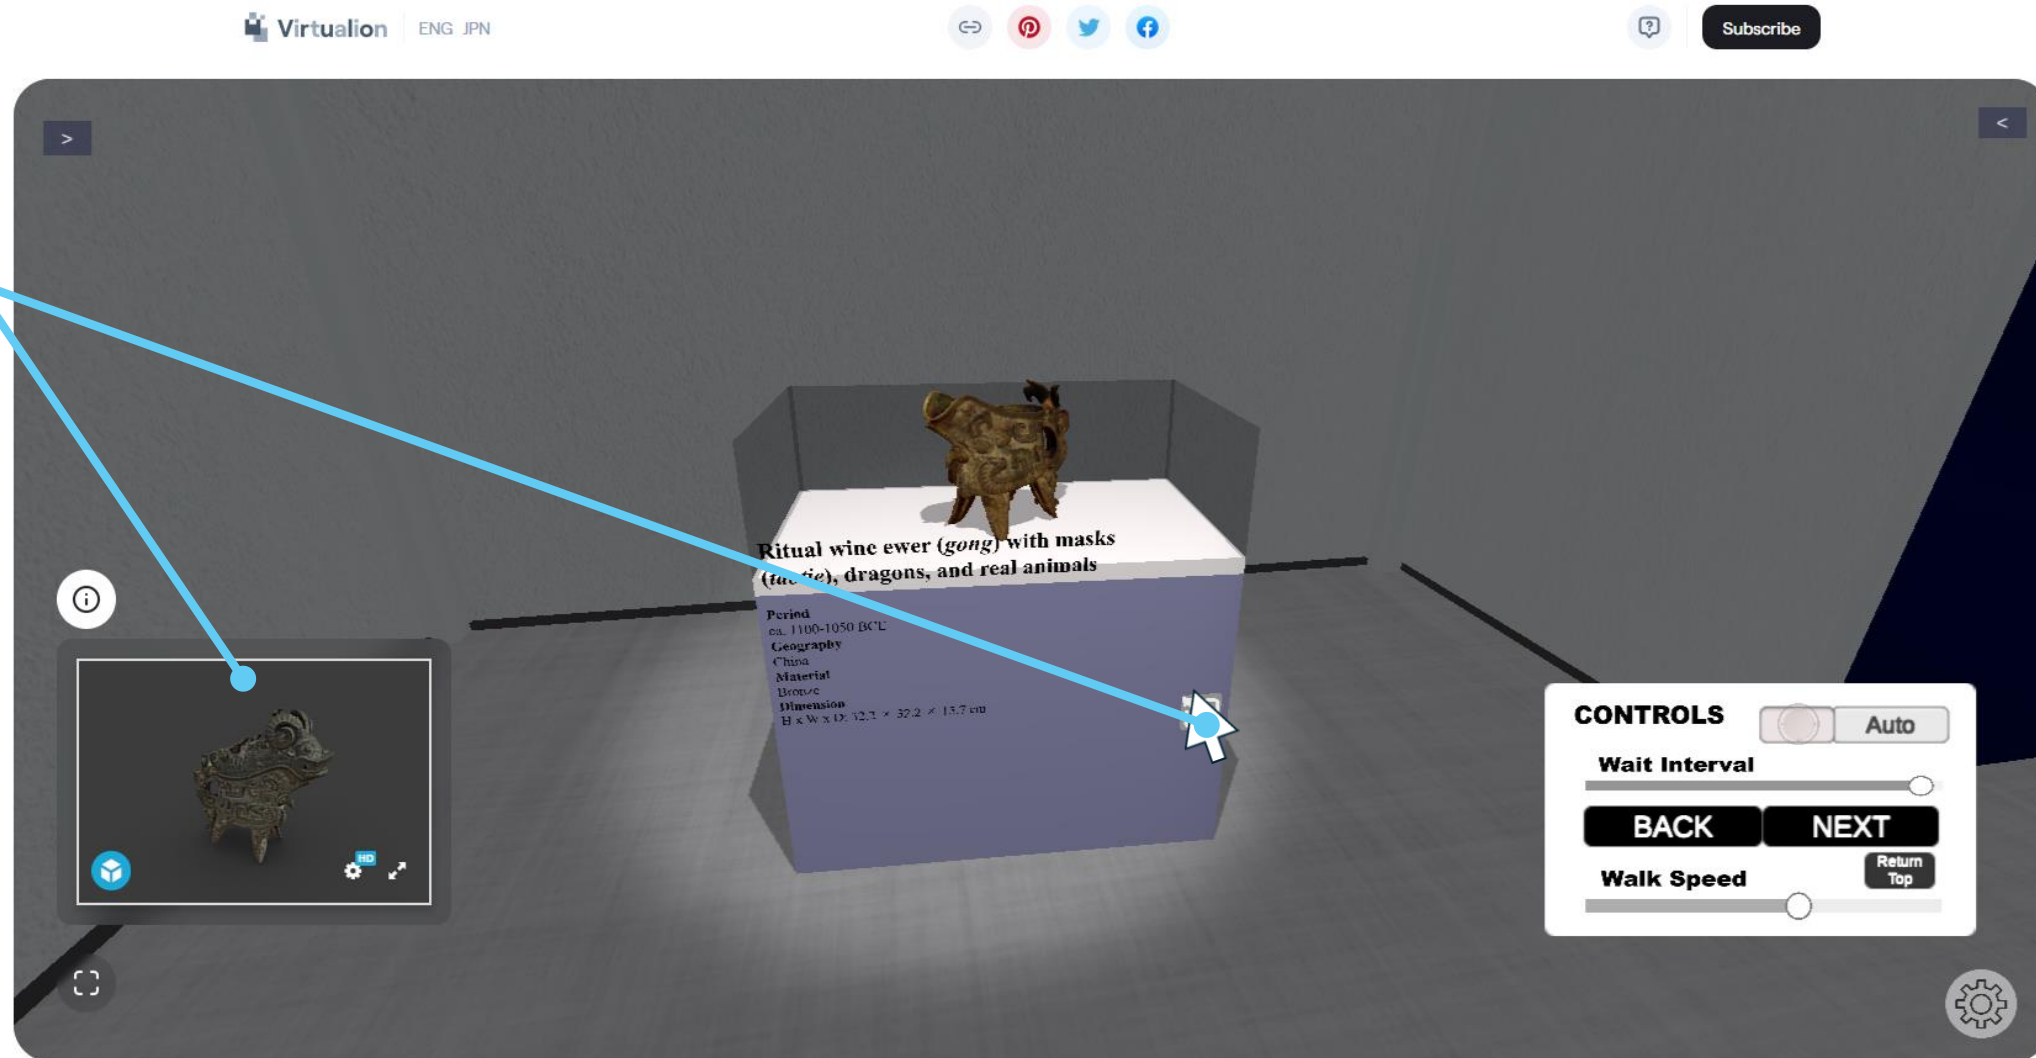 Virtualion
ENG JPN
Subscribe
>
<
Ritual wine ewer (gong) with masks
dragons, and real animals
Period
ca. 1100-1050 BCE
Geography
China
Material
Bronze
Dimension
H x W x D:
CONTROLS
Auto
Wait Interval
BACK
NEXT
Return
Top
Walk Speed
HD